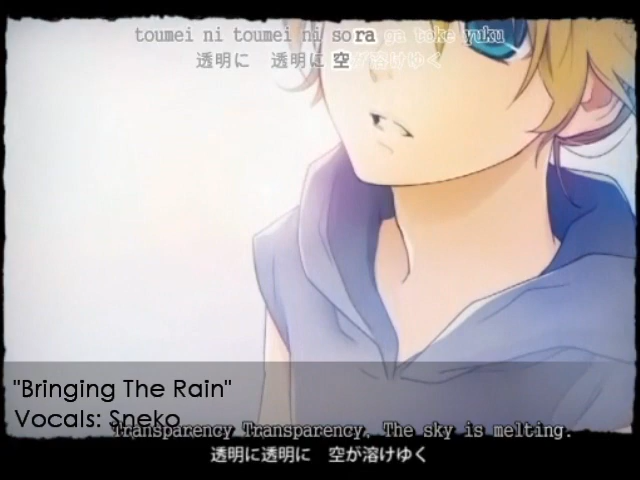 toumei ni toumei ni sora ga toke yuku
透明に 透明に 空が溶けゆく
"Bringing The Rain"
Vocals: Sneko
Transparency Transparency. The sky is melting.
透明に透明に 空が溶けゆく